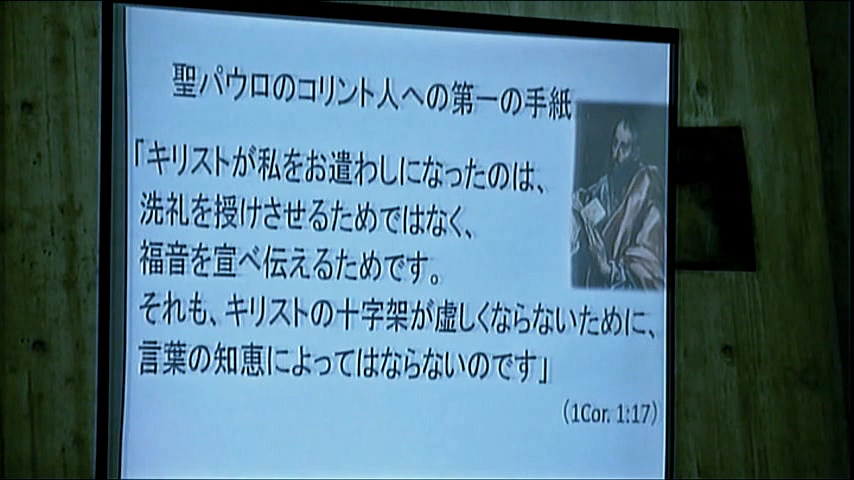 聖パウロのコリント人への第一の手紙
「キリストが私をお遣わしになったのは、
洗礼を授けさせるためではなく、
福音を宣べ伝えるためです。
それも、キリストの十字架が虚しくならないために、
言葉の知恵によってはならないのです」
(1Cor. 1:17)